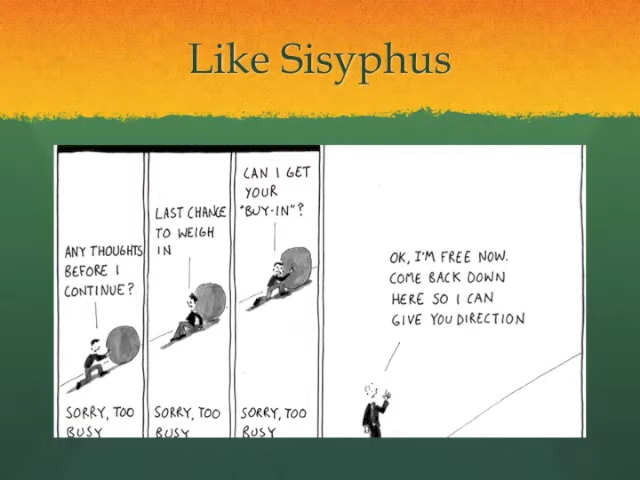 Like Sisyphus
ANY THOUGHTS
BEFORE I
CONTINUE?
SORRY, TOO
BUSY
LAST CHANCE
TO WEIGH
IN
SORRY, TOO
BUSY
CAN I GET
YOUR
"BUY-IN"?
SORRY, TOO
BUSY
OK, I'M FREE NOW.
COME BACK DOWN
HERE SO I CAN
GIVE YOU DIRECTION